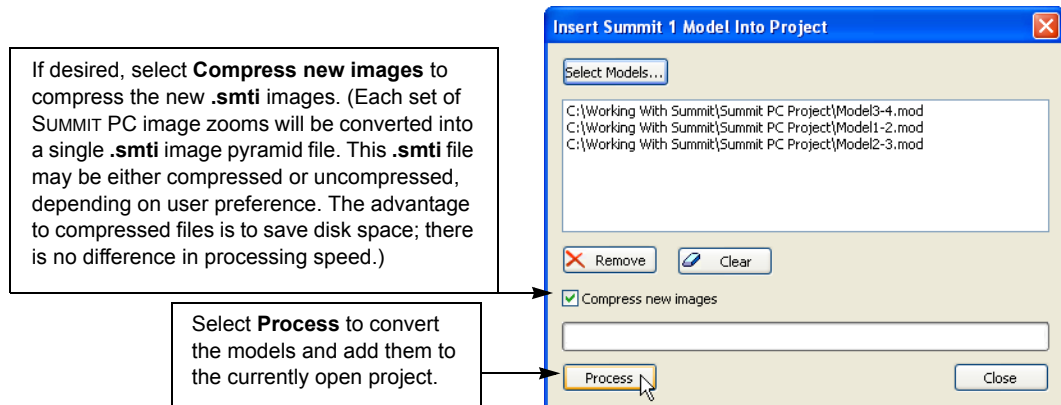 If desired, select Compress new images to
compress the new .smti images. (Each set of
SUMMIT PC image zooms will be converted into
a single .smti image pyramid file. This .smti file
may be either compressed or uncompressed,
depending on user preference. The advantage
to compressed files is to save disk space; there
is no difference in processing speed.)
Select Process to convert
the models and add them to
the currently open project.
Insert Summit 1 Model Into Project
Select Models...
C:\Working With Summit\Summit PC Project\Model3-4.mod
C:\Working With Summit\Summit PC Project\Model1-2.mod
C:\Working With Summit\Summit PC Project\Model2-3.mod
Remove
Clear
Compress new images
Process
Close